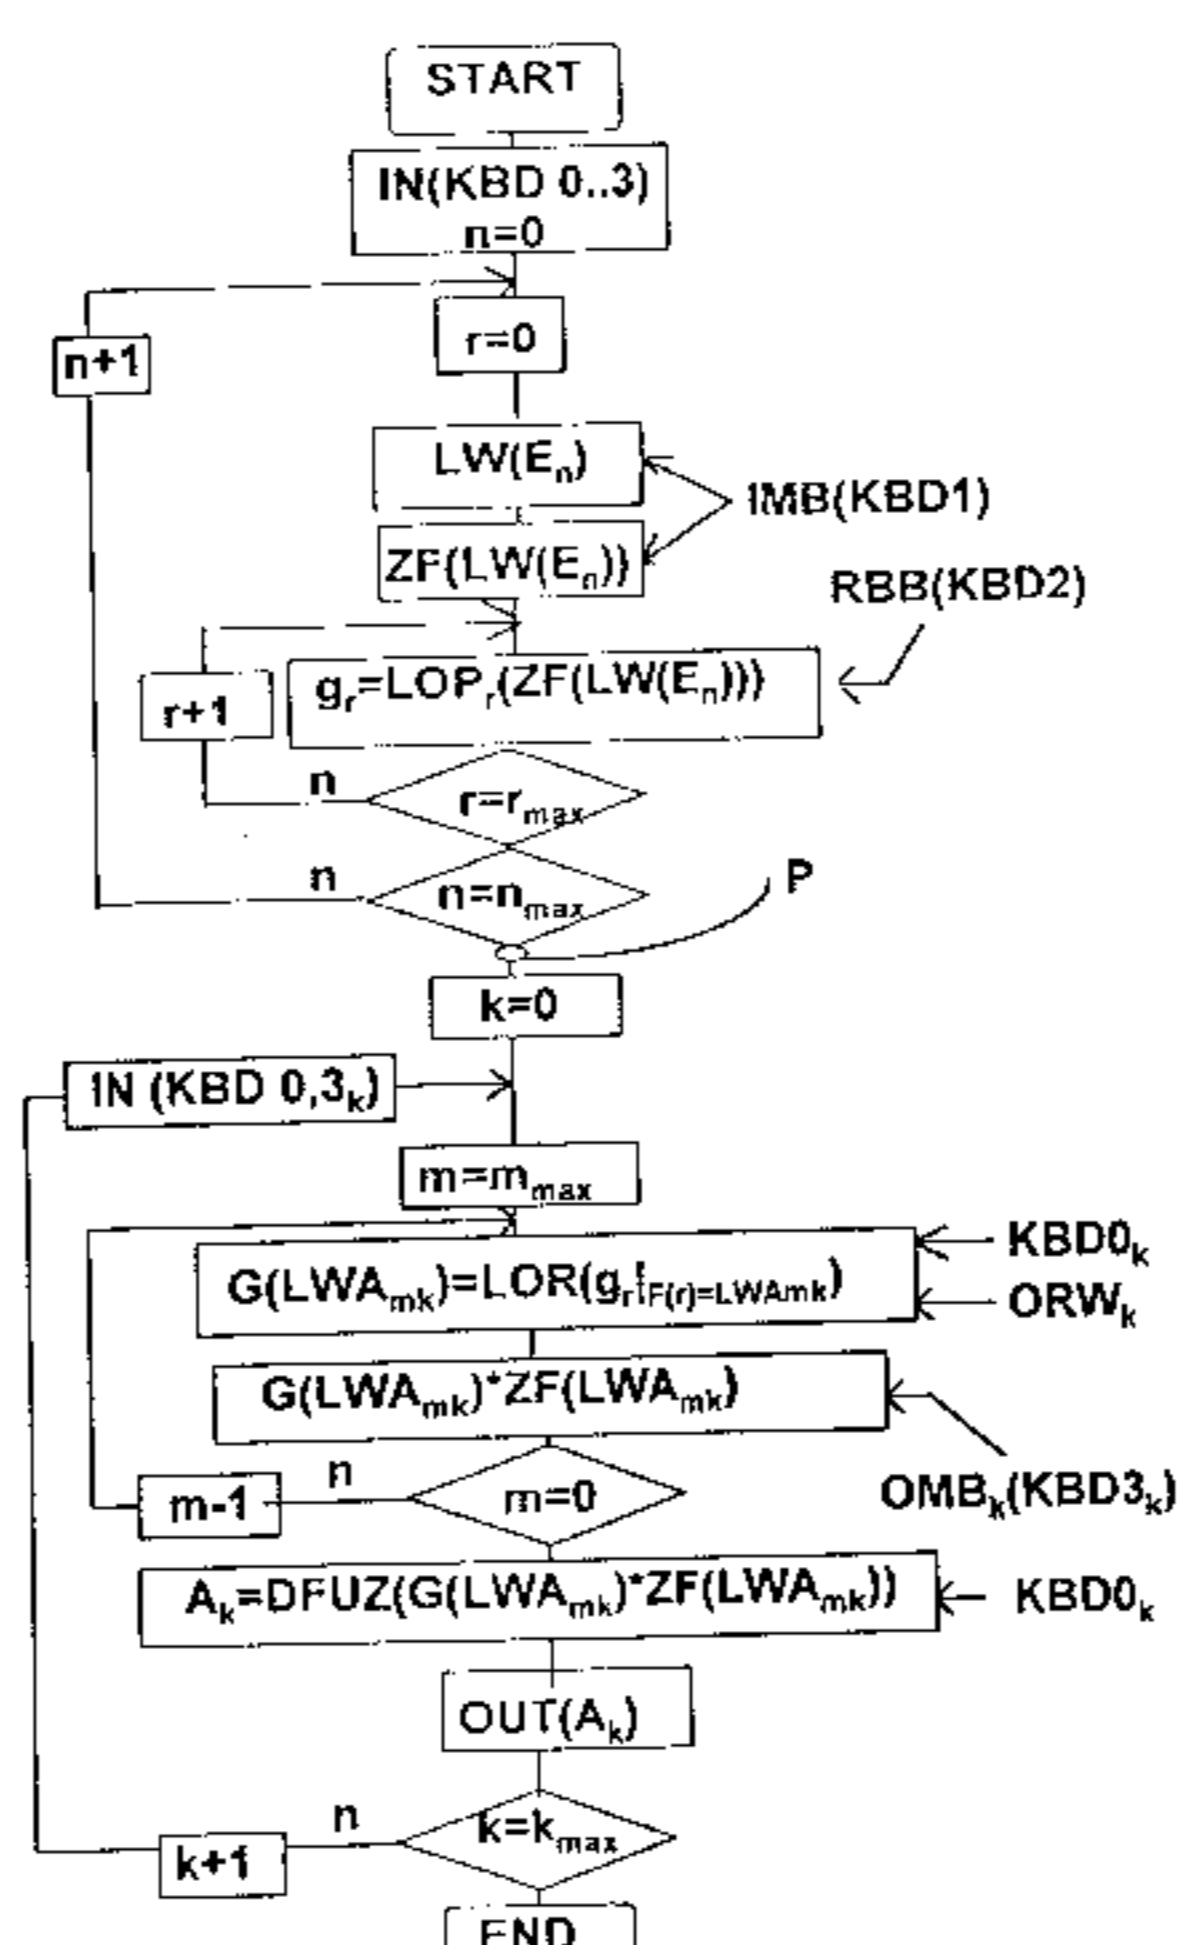 START
IN(KBD 0..3)
n=0
r=0
n+1
LW(Eₙ)
IMB(KBD1)
ZF(LW(Eₙ))
RBB(KBD2)
gᵣ=LOPᵣ(ZF(LW(Eₙ)))
r+1
n
r=rmax
n
n=nmax
P
k=0
IN (KBD 0,3k)
m=mmax
KBD0k
G(LWAmk)=LOR(gr|F(r)=LWAmk)
ORWk
G(LWAmk)*ZF(LWAmk)
n
m-1
m=0
OMBk(KBD3k)
Ak=DFUZ(G(LWAmk)*ZF(LWAmk))
KBD0k
OUT(Ak)
n
k=kmax
k+1
END